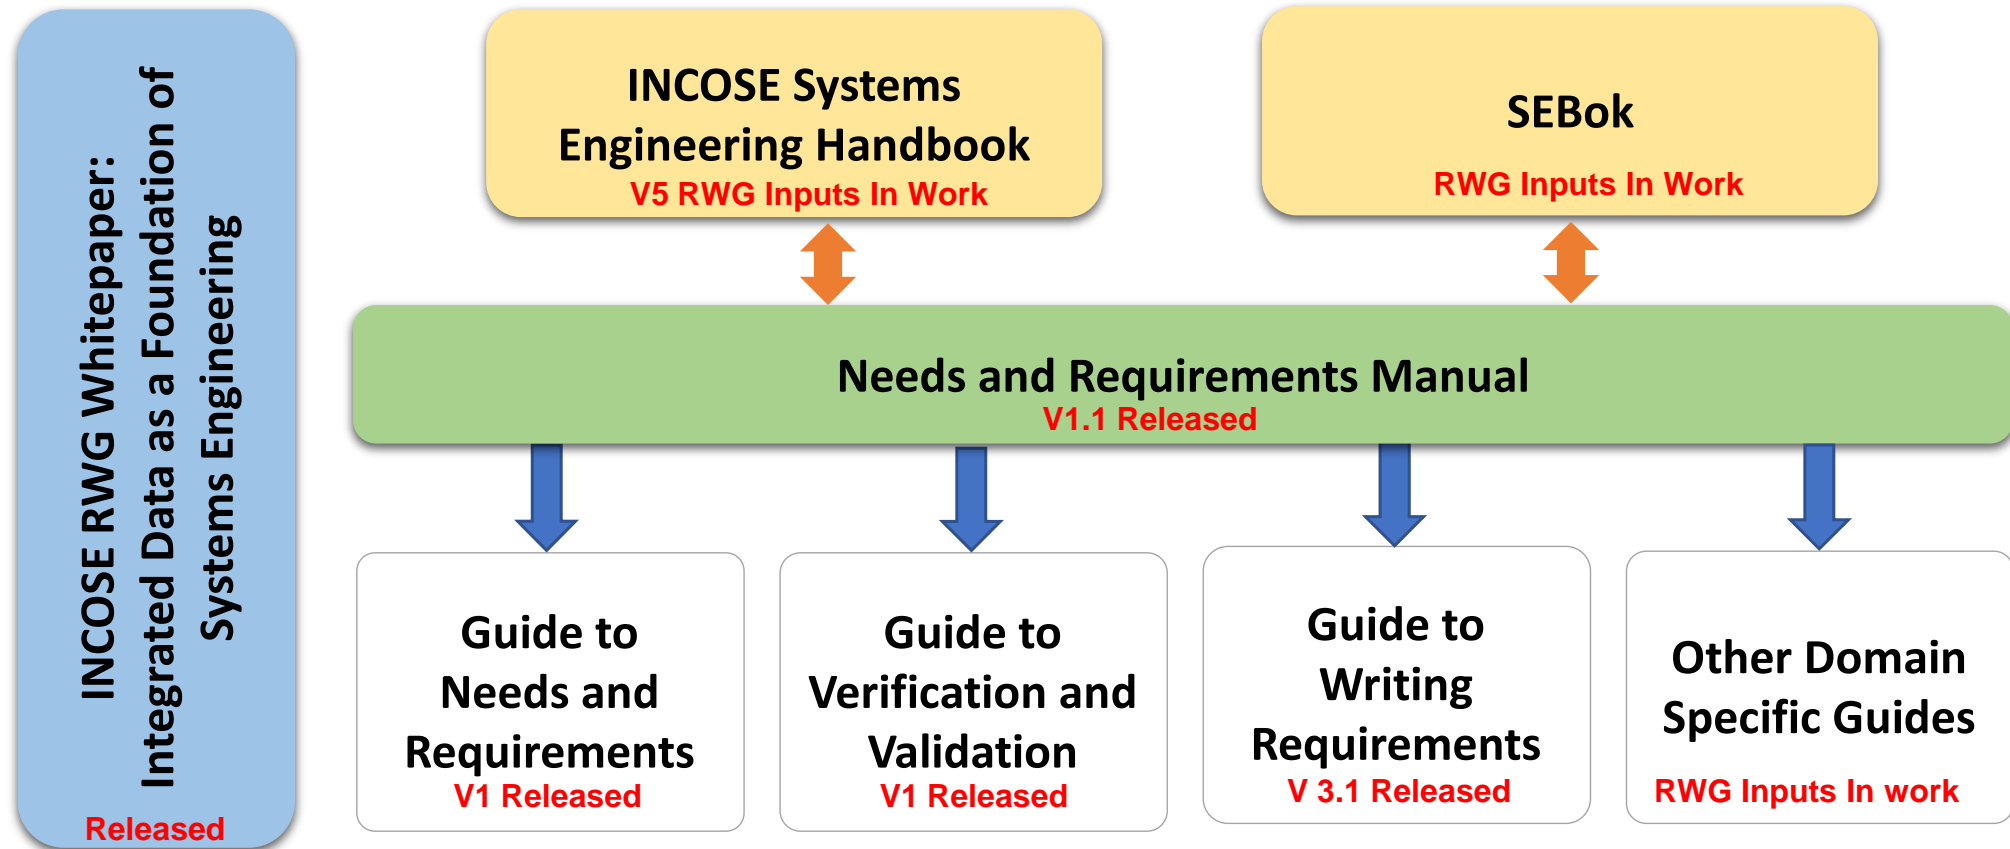 INCOSE RWG Whitepaper:
Integrated Data as a Foundation of
Systems Engineering
Released
INCOSE Systems
Engineering Handbook
V5 RWG Inputs In Work
SEBok
RWG Inputs In Work
Needs and Requirements Manual
V1.1 Released
Guide to
Needs and
Requirements
V1 Released
Guide to
Verification and
Validation
V1 Released
Guide to
Writing
Requirements
V 3.1 Released
Other Domain
Specific Guides
RWG Inputs In work